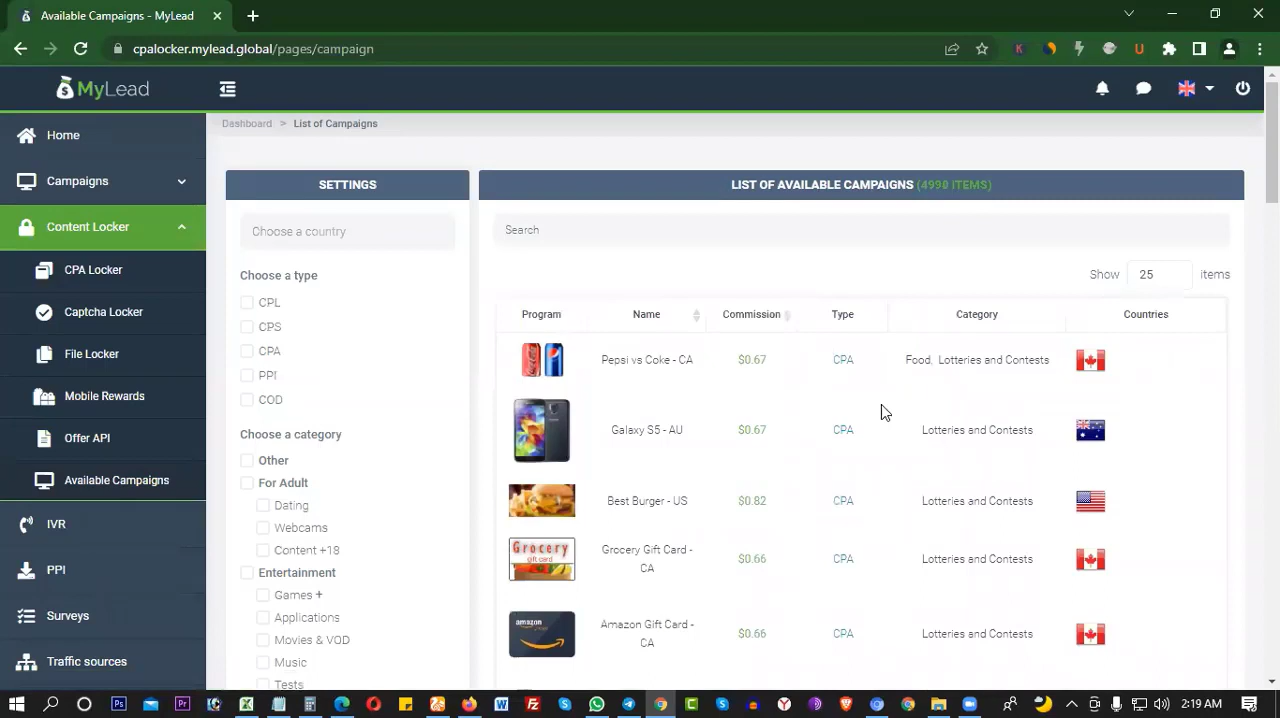 Available Campaigns - MyLead
cpalocker.mylead.global/pages/campaign
MyLead
Dashboard > List of Campaigns
Home
Campaigns
Content Locker
CPA Locker
Captcha Locker
File Locker
Mobile Rewards
Offer API
Available Campaigns
IVR
PPI
Surveys
Traffic sources
SETTINGS
Choose a country
Choose a type
CPL
CPS
CPA
PPI
COD
Choose a category
Other
For Adult
Dating
Webcams
Content +18
Entertainment
Games +
Applications
Movies & VOD
Music
Tests
LIST OF AVAILABLE CAMPAIGNS (4990 ITEMS)
Search
Show 25 items
Program Name Commission Type Category Countries
Pepsi vs Coke - CA $0.67 CPA Food, Lotteries and Contests
Galaxy S5 - AU $0.67 CPA Lotteries and Contests
Best Burger - US $0.82 CPA Lotteries and Contests
Grocery
gift card
Grocery Gift Card -
CA
$0.66 CPA Lotteries and Contests
amazon
Amazon Gift Card -
CA
$0.66 CPA Lotteries and Contests
2:19 AM